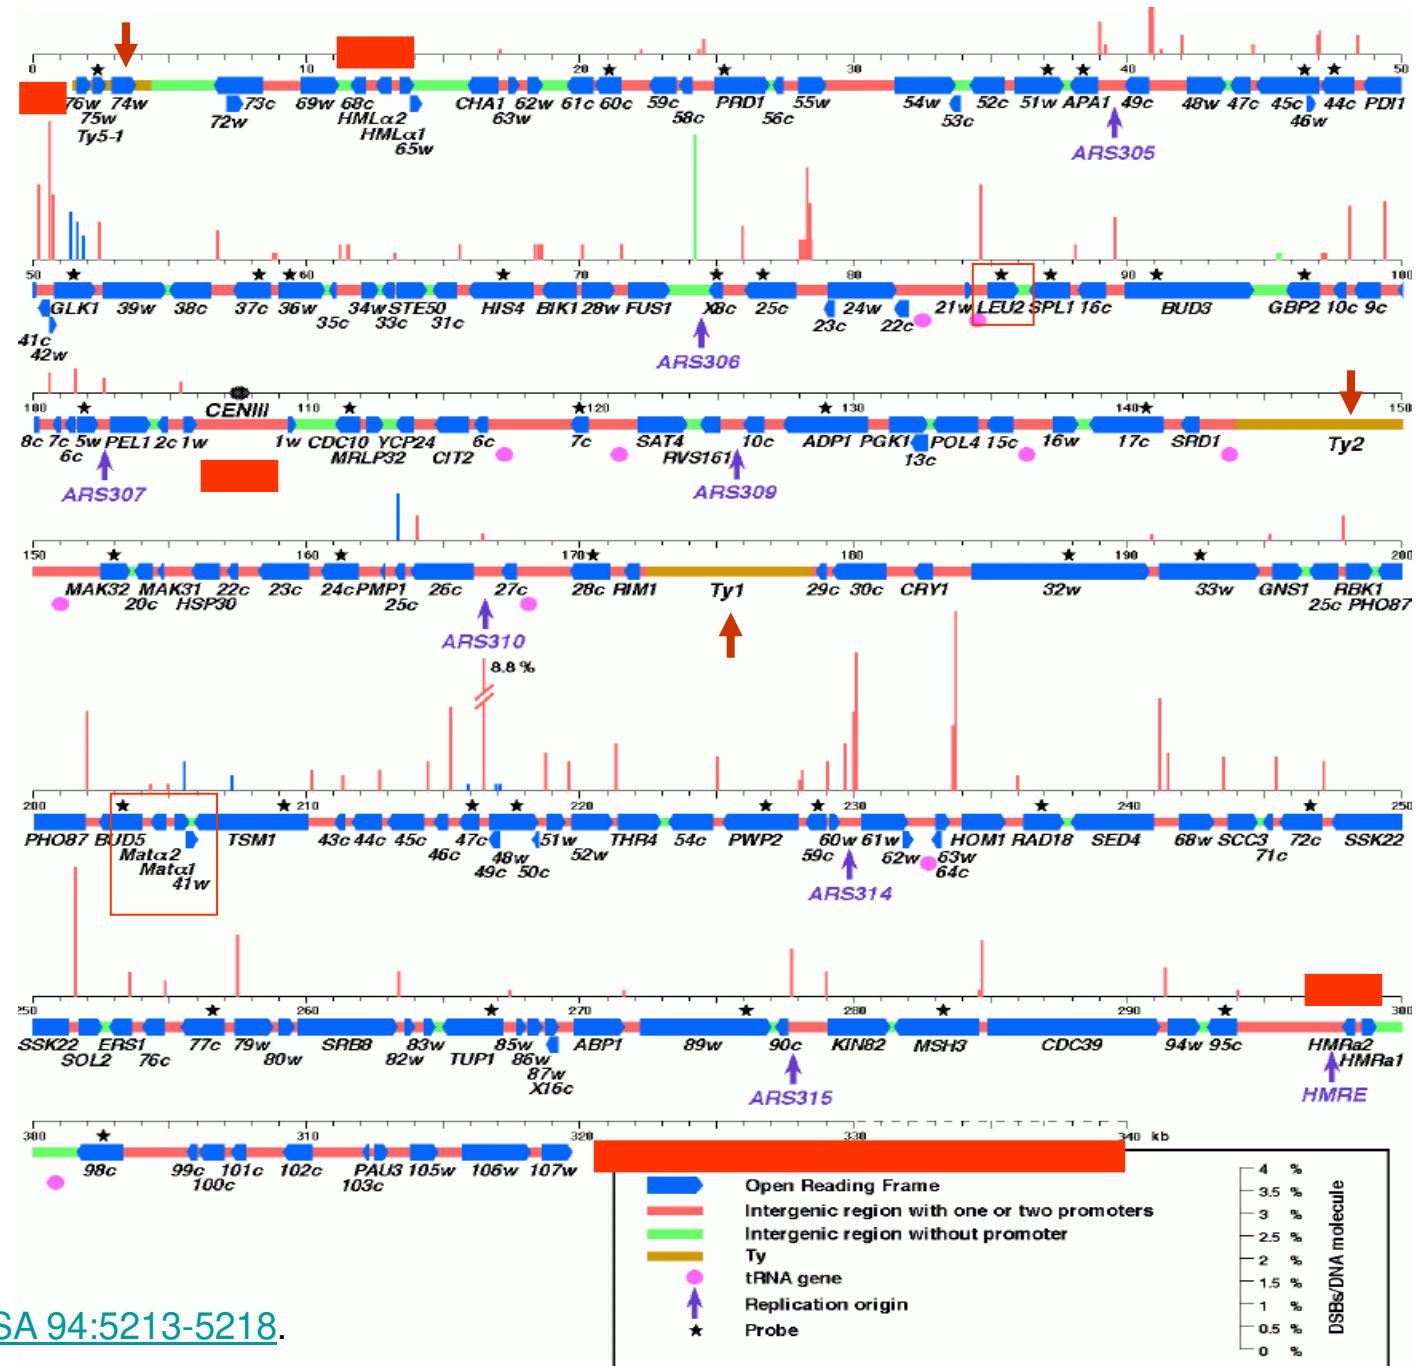 0 10 20 30 40 50
76w 74w 73c 69w 68c CHA1 62w 61c 60c 59c PRD1 55w 54w 52c 51w APA1 49c 48w 47c 45c 44c PDI1
75w 72w HMLα2 63w 58c 56c 53c 46w
Ty5-1 HMLα1
65w
ARS305
50 60 70 80 90 100
GLK1 39w 38c 37c 36w 34w STE50 HIS4 BIK1 28w FUS1 25c 24w 21w LEU2 SPL1 16c BUD3 GBP2 10c 9c
41c 35c 33c 31c 23c 22c
42w
ARS306
100 CENIII 110 120 130 140 150
8c 7c 5w PEL1 2c 1w 1w CDC10 YCP24 6c 7c SAT4 10c ADP1 PGK1 POL4 15c 16w 17c SRD1 Ty2
6c MRLP32 CIT2 RVS161 13c
ARS307 ARS309
150 160 170 180 190 200
MAK32 MAK31 22c 23c 24c PMP1 26c 27c 28c RIM1 Ty1 29c 30c CRY1 32w 33w GNS1 RBK1
20c HSP30 25c 25c PHO87
ARS310
8.8 %
200 210 220 230 240 250
PHO87 BUD5 TSM1 43c 44c 45c 47c 51w THR4 54c PWP2 60w 61w HOM1 RAD18 SED4 68w SCC3 72c SSK22
Matα2 46c 48w 52w 59c 62w 63w 71c
Matα1 49c 50c 64c
41w
ARS314
250 260 270 280 290 300
SSK22 ERS1 77c 79w SRB8 83w 85w ABP1 89w 90c KIN82 MSH3 CDC39 94w 95c HMRa2
SOL2 76c 80w 82w TUP1 86w HMRa1
87w
X16c
ARS315 HMRE
300 310 320 330 340 kb
98c 99c 101c 102c PAU3 105w 106w 107w
100c 103c
Open Reading Frame
Intergenic region with one or two promoters
Intergenic region without promoter
Ty
tRNA gene
Replication origin
Probe
4 %
3.5 %
3 %
2.5 %
2 %
1.5 %
1 %
0.5 %
0 %
DSBs/DNA molecule
SA 94:5213-5218.